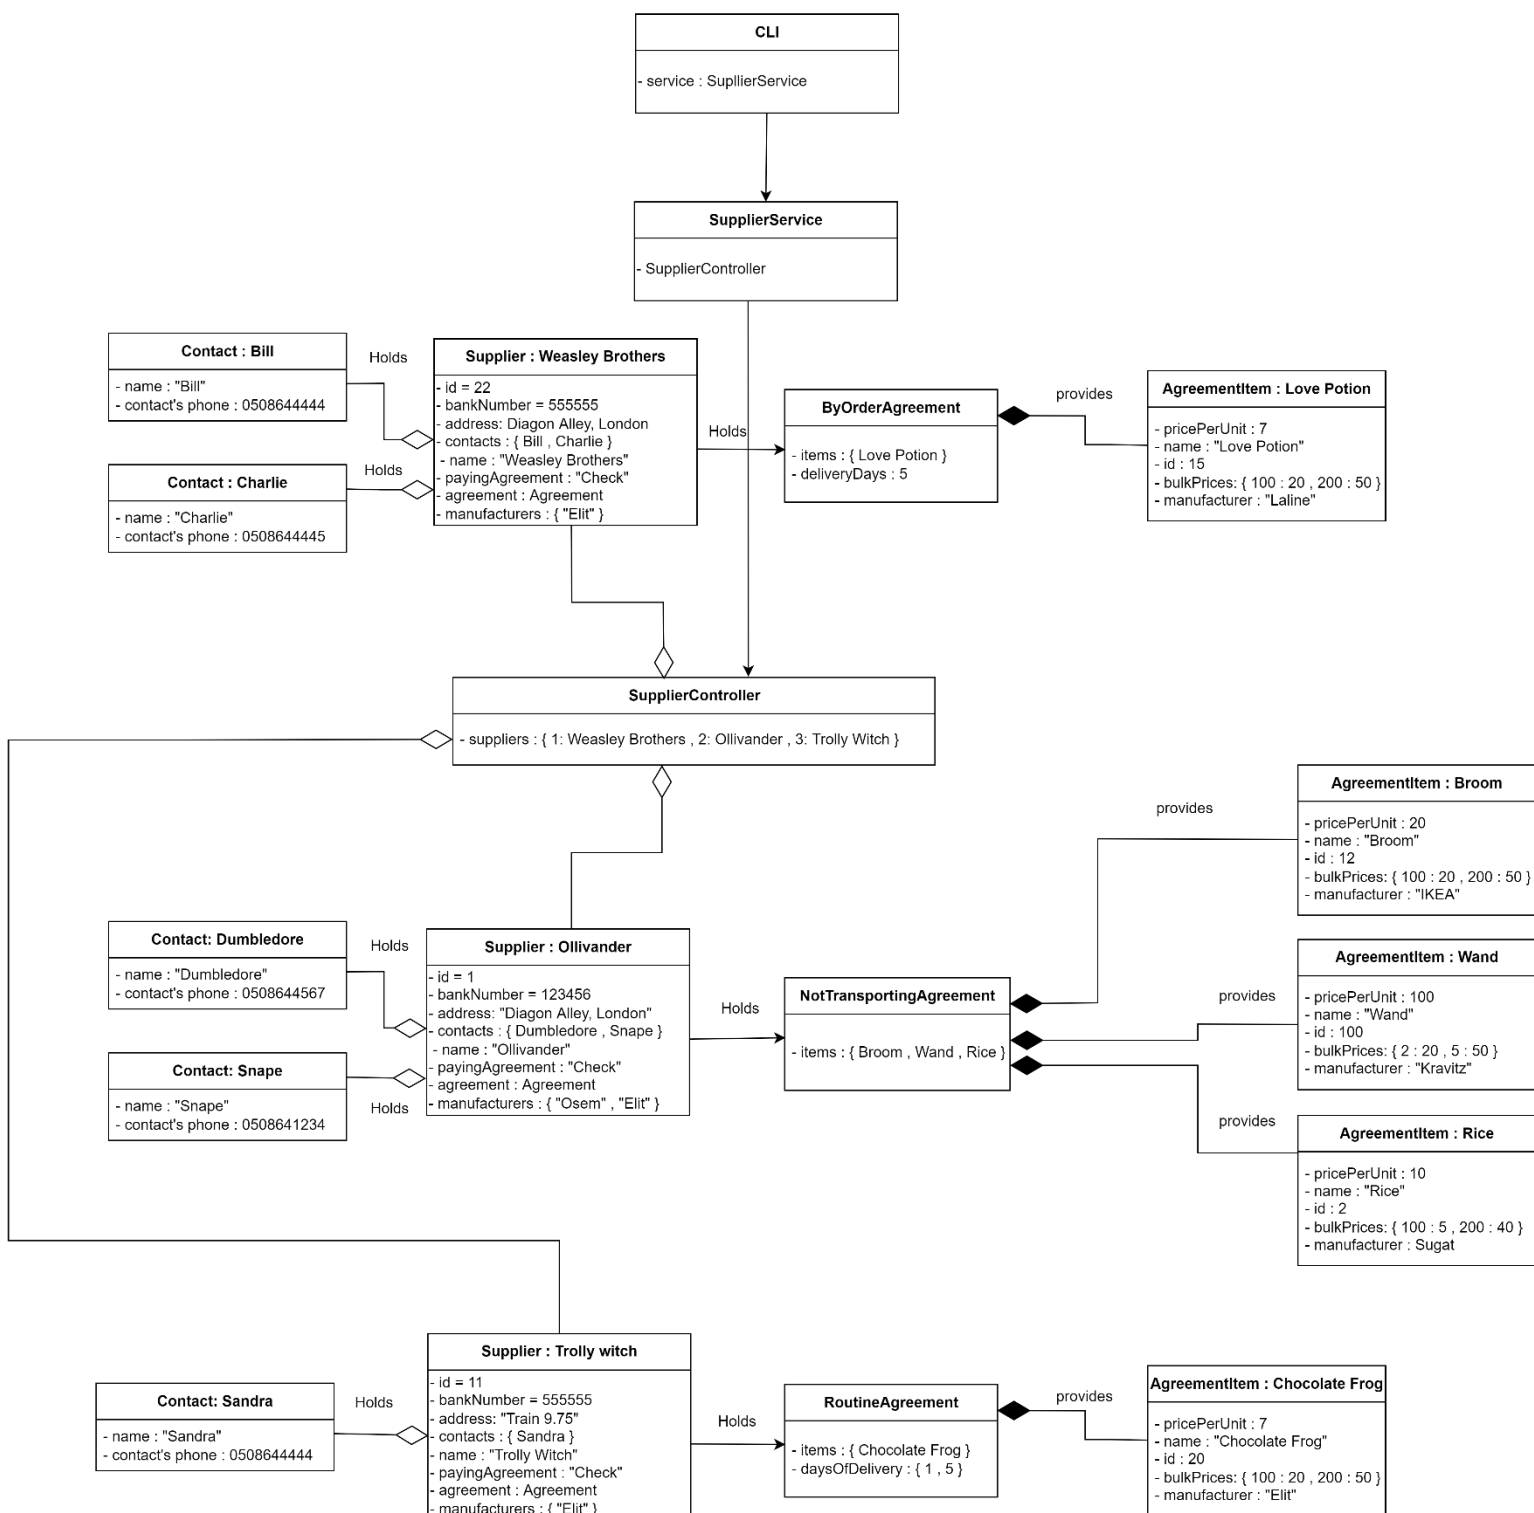 CLI
- service : SupllierService
SupplierService
- SupplierController
Contact : Bill
- name : "Bill"
- contact's phone : 0508644444
Holds
Supplier : Weasley Brothers
- id = 22
- bankNumber = 555555
- address: Diagon Alley, London
- contacts : { Bill , Charlie }
- name : "Weasley Brothers"
- payingAgreement : "Check"
- agreement : Agreement
- manufacturers : { "Elit" }
Holds
ByOrderAgreement
- items : { Love Potion }
- deliveryDays : 5
provides
AgreementItem : Love Potion
- pricePerUnit : 7
- name : "Love Potion"
- id : 15
- bulkPrices: { 100 : 20 , 200 : 50 }
- manufacturer : "Laline"
Contact : Charlie
- name : "Charlie"
- contact's phone : 0508644445
Holds
SupplierController
- suppliers : { 1: Weasley Brothers , 2: Ollivander , 3: Trolly Witch }
provides
AgreementItem : Broom
- pricePerUnit : 20
- name : "Broom"
- id : 12
- bulkPrices: { 100 : 20 , 200 : 50 }
- manufacturer : "IKEA"
Contact: Dumbledore
- name : "Dumbledore"
- contact's phone : 0508644567
Holds
Supplier : Ollivander
- id = 1
- bankNumber = 123456
- address: "Diagon Alley, London"
- contacts : { Dumbledore , Snape }
- name : "Ollivander"
- payingAgreement : "Check"
- agreement : Agreement
- manufacturers : { "Osem" , "Elit" }
Holds
NotTransportingAgreement
- items : { Broom , Wand , Rice }
provides
AgreementItem : Wand
- pricePerUnit : 100
- name : "Wand"
- id : 100
- bulkPrices: { 2 : 20 , 5 : 50 }
- manufacturer : "Kravitz"
Contact: Snape
- name : "Snape"
- contact's phone : 0508641234
Holds
provides
AgreementItem : Rice
- pricePerUnit : 10
- name : "Rice"
- id : 2
- bulkPrices: { 100 : 5 , 200 : 40 }
- manufacturer : Sugat
Contact: Sandra
- name : "Sandra"
- contact's phone : 0508644444
Holds
Supplier : Trolly witch
- id = 11
- bankNumber = 555555
- address: "Train 9.75"
- contacts : { Sandra }
- name : "Trolly Witch"
- payingAgreement : "Check"
- agreement : Agreement
- manufacturers : { "Elit" }
Holds
RoutineAgreement
- items : { Chocolate Frog }
- daysOfDelivery : { 1 , 5 }
provides
AgreementItem : Chocolate Frog
- pricePerUnit : 7
- name : "Chocolate Frog"
- id : 20
- bulkPrices: { 100 : 20 , 200 : 50 }
- manufacturer : "Elit"